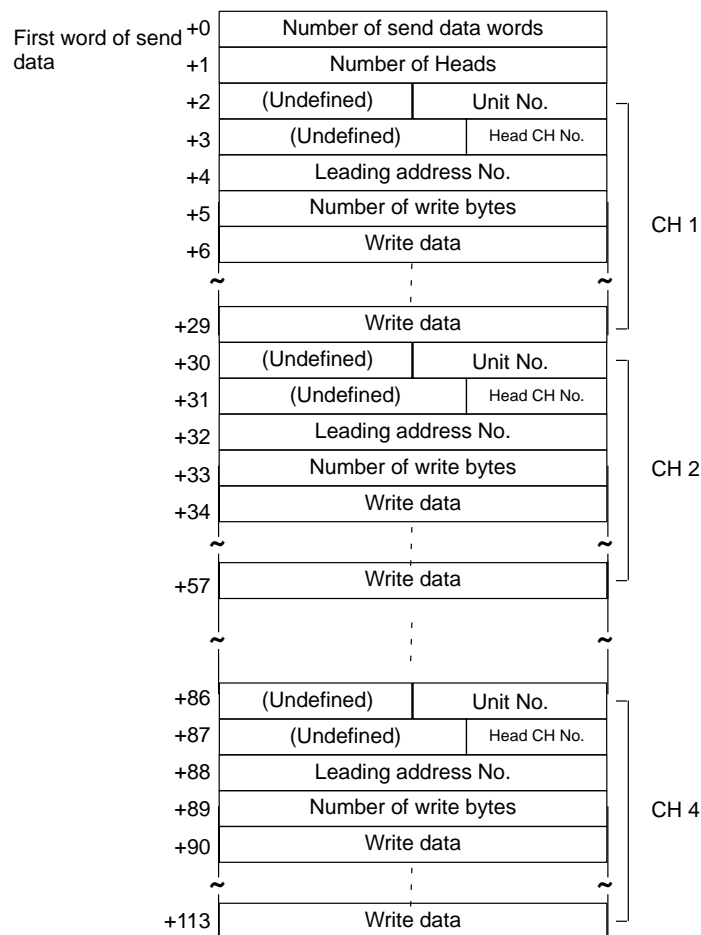 First word of send data
+0 Number of send data words
+1 Number of Heads
+2 (Undefined) Unit No.
+3 (Undefined) Head CH No.
+4 Leading address No.
+5 Number of write bytes
+6 Write data
CH 1
~ ~
+29 Write data
+30 (Undefined) Unit No.
+31 (Undefined) Head CH No.
+32 Leading address No.
+33 Number of write bytes
+34 Write data
CH 2
~ ~
+57 Write data
~ ~
+86 (Undefined) Unit No.
+87 (Undefined) Head CH No.
+88 Leading address No.
+89 Number of write bytes
+90 Write data
CH 4
~ ~
+113 Write data